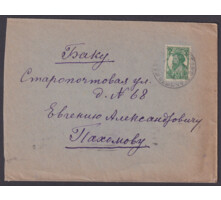 Баку
Старопочтовая ул.
д. № 68
Евгению Александровичу
Пахомову